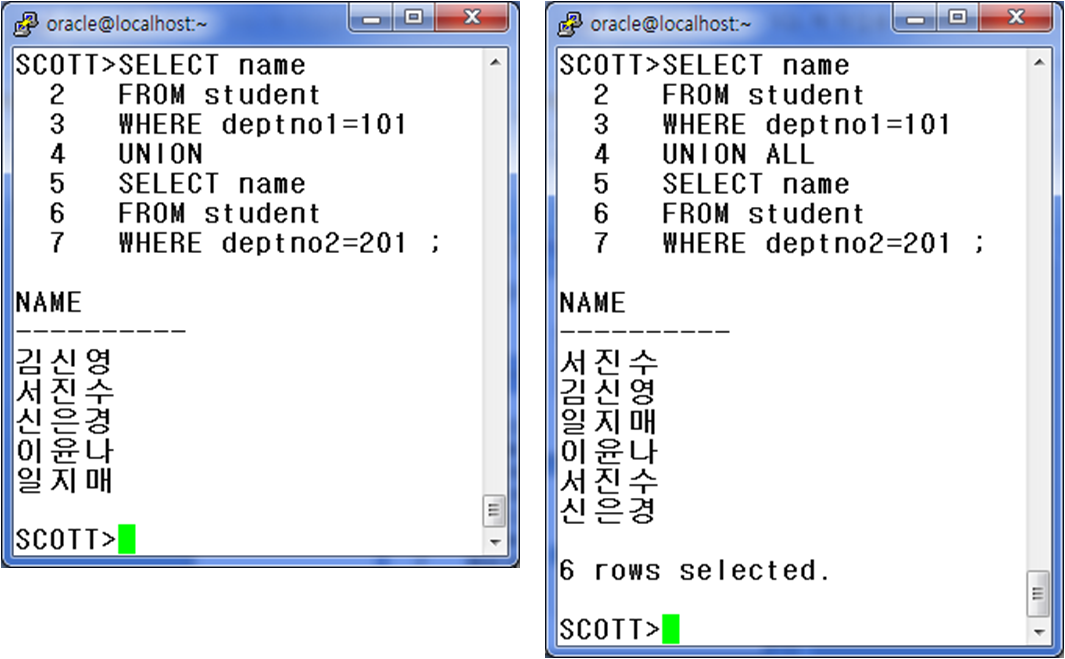 oracle@localhost:~
SCOTT>SELECT name
2 FROM student
3 WHERE deptno1=101
4 UNION
5 SELECT name
6 FROM student
7 WHERE deptno2=201 ;
NAME
----------
김신영
서진수
신은경
이윤나
일지매
SCOTT>
oracle@localhost:~
SCOTT>SELECT name
2 FROM student
3 WHERE deptno1=101
4 UNION ALL
5 SELECT name
6 FROM student
7 WHERE deptno2=201 ;
NAME
----------
서진수
김신영
일지매
이윤나
서진수
신은경
6 rows selected.
SCOTT>